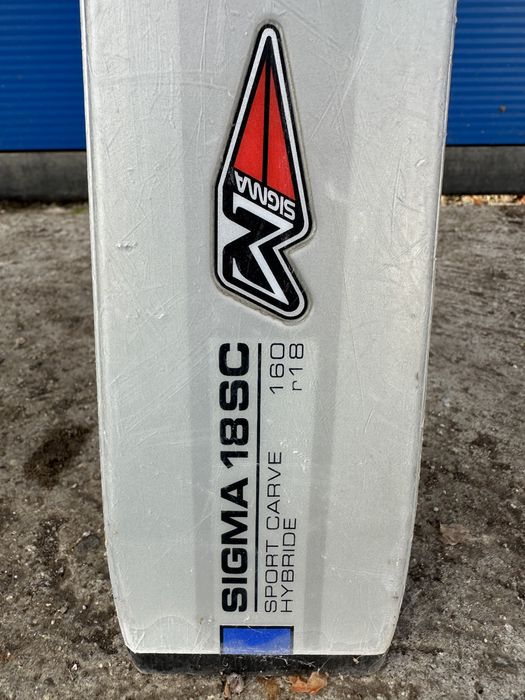 SIGMA
SIGMA 18SC
SPORT CARVE 160
HYBRIDE r18